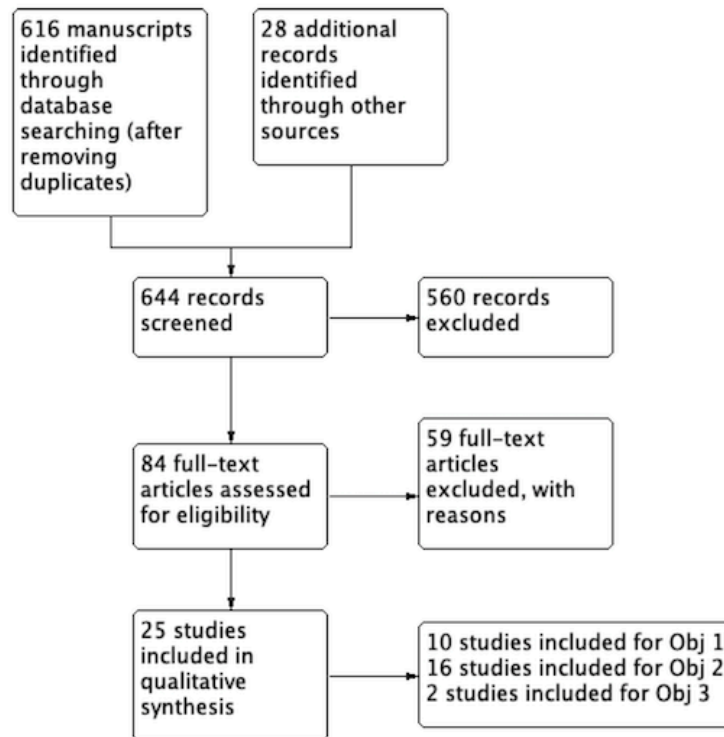 616 manuscripts
identified
through
database
searching (after
removing
duplicates)
28 additional
records
identified
through other
sources
644 records
screened
560 records
excluded
84 full-text
articles assessed
for eligibility
59 full-text
articles
excluded, with
reasons
25 studies
included in
qualitative
synthesis
10 studies included for Obj 1
16 studies included for Obj 2
2 studies included for Obj 3